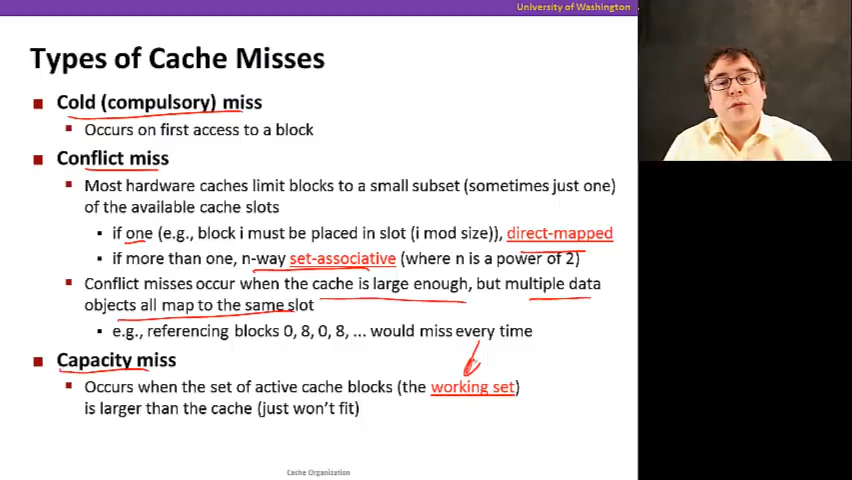 University of Washington
Types of Cache Misses
Cold (compulsory) miss
Occurs on first access to a block
Conflict miss
Most hardware caches limit blocks to a small subset (sometimes just one)
of the available cache slots
if one (e.g., block i must be placed in slot (i mod size)), direct-mapped
if more than one, n-way set-associative (where n is a power of 2)
Conflict misses occur when the cache is large enough, but multiple data
objects all map to the same slot
e.g., referencing blocks 0, 8, 0, 8, ... would miss every time
Capacity miss
Occurs when the set of active cache blocks (the working set)
is larger than the cache (just won't fit)
Cache Organization